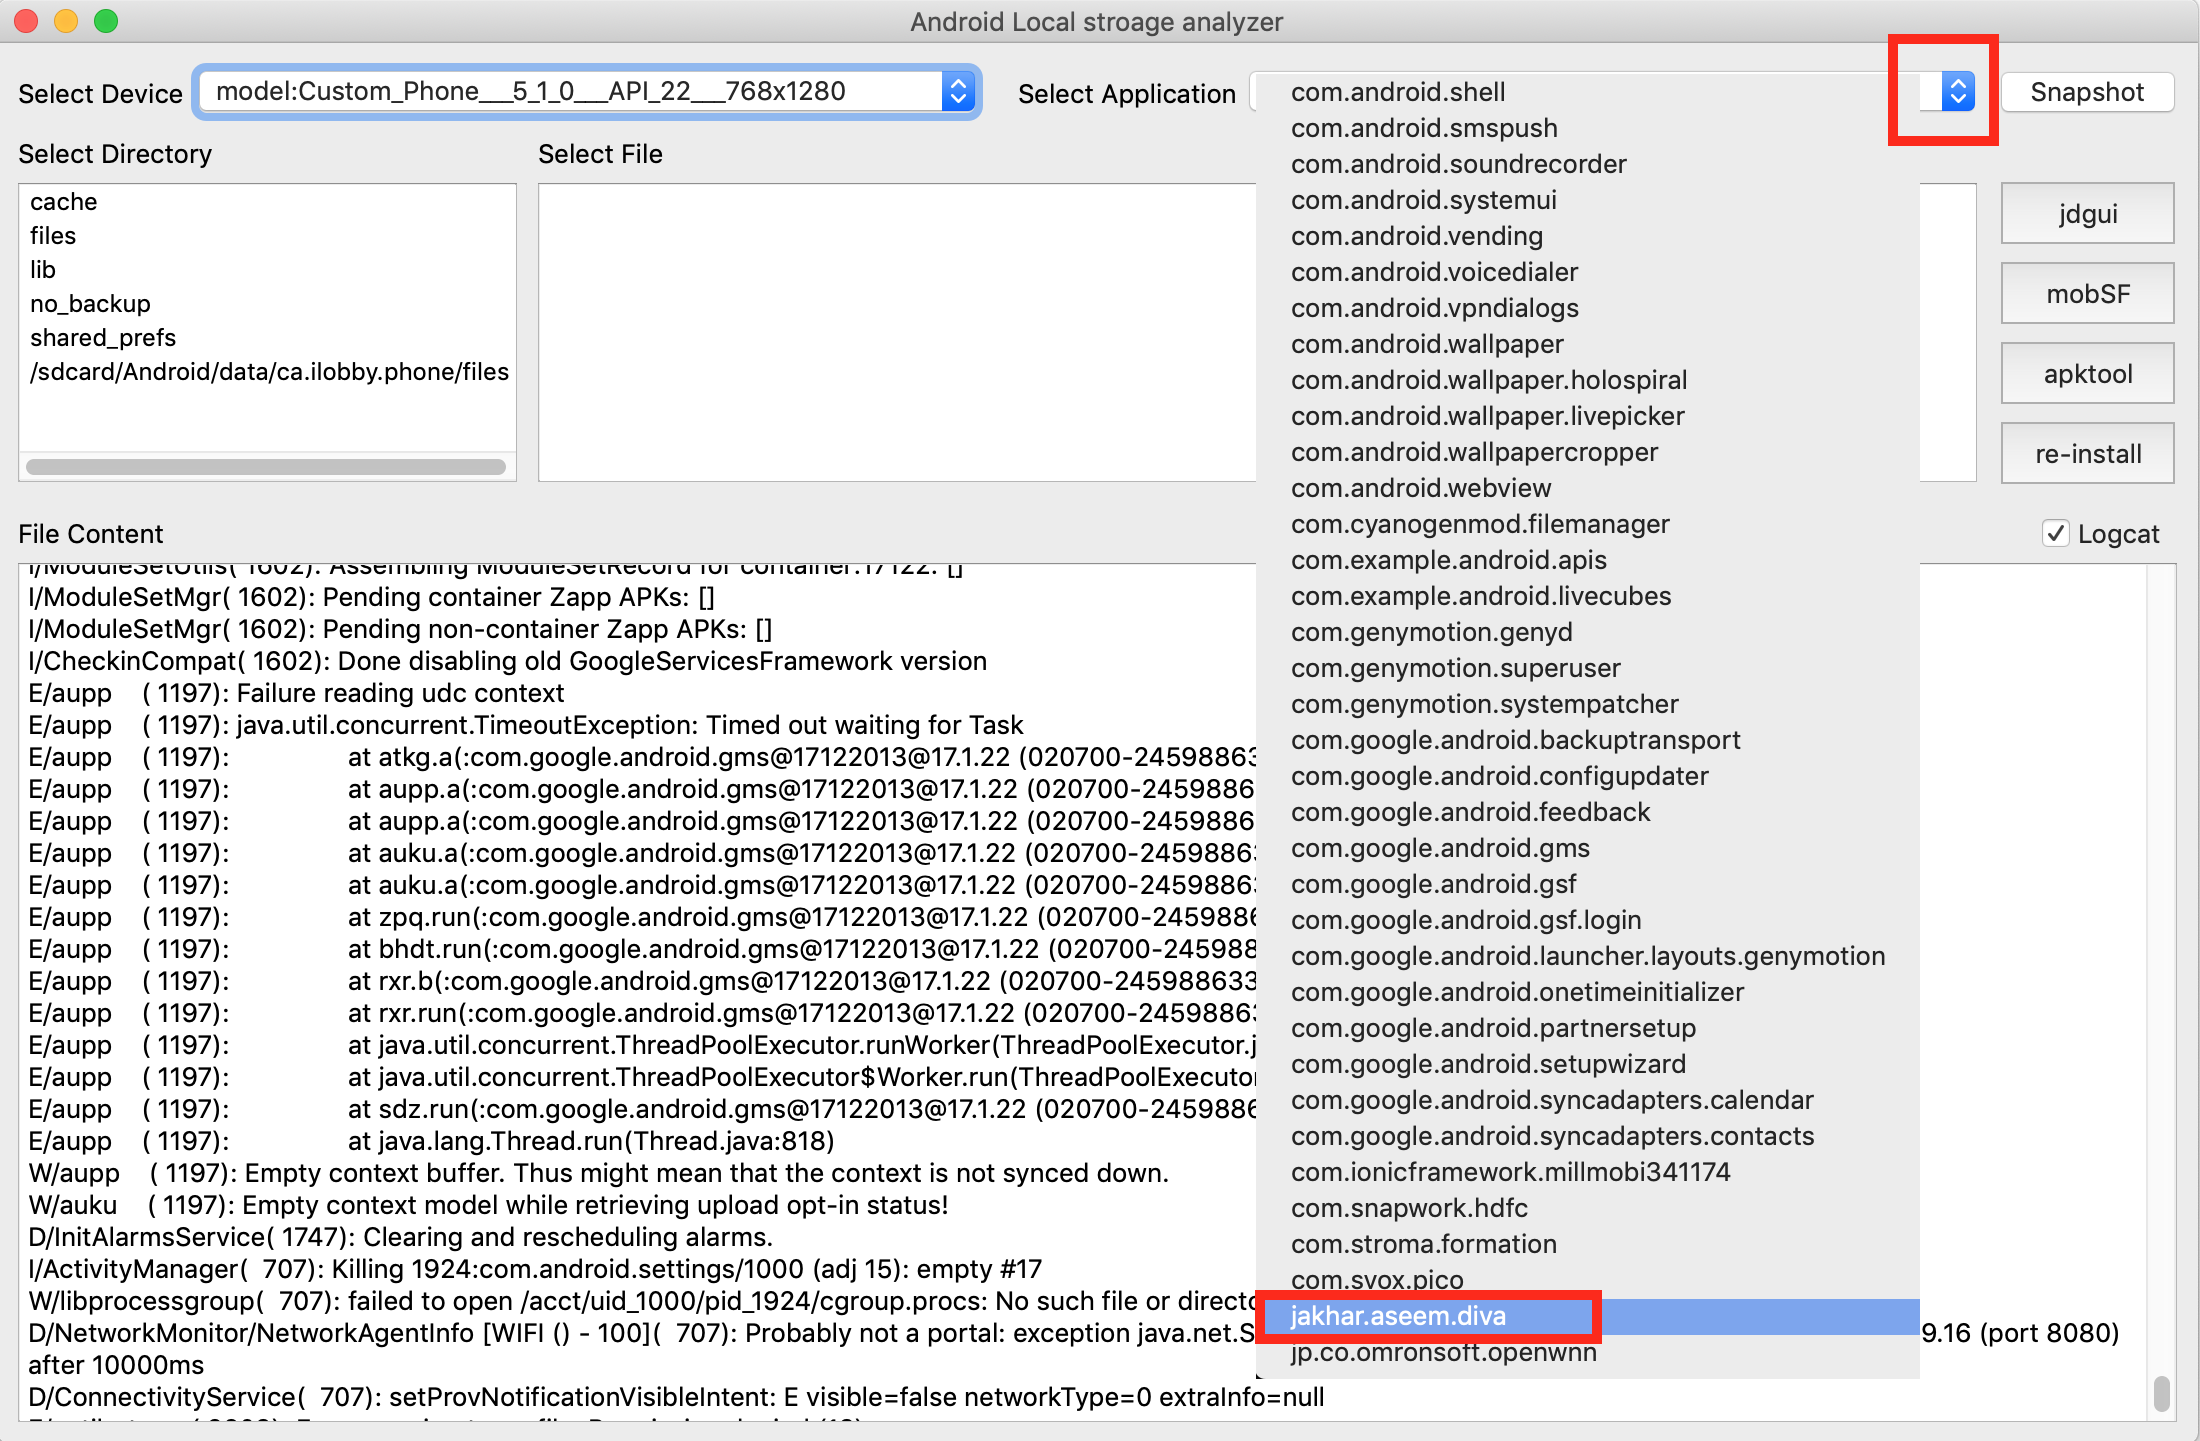 Android Local stroage analyzer
Select Device
model:Custom_Phone___5_1_0___API_22___768x1280
Select Application
Snapshot
Select Directory
Select File
cache
files
lib
no_backup
shared_prefs
/sdcard/Android/data/ca.ilobby.phone/files
com.android.shell
com.android.smspush
com.android.soundrecorder
com.android.systemui
com.android.vending
com.android.voicedialer
com.android.vpndialogs
com.android.wallpaper
com.android.wallpaper.holospiral
com.android.wallpaper.livepicker
com.android.wallpapercropper
com.android.webview
com.cyanogenmod.filemanager
com.example.android.apis
com.example.android.livecubes
com.genymotion.genyd
com.genymotion.superuser
com.genymotion.systempatcher
com.google.android.backuptransport
com.google.android.configupdater
com.google.android.feedback
com.google.android.gms
com.google.android.gsf
com.google.android.gsf.login
com.google.android.launcher.layouts.genymotion
com.google.android.onetimeinitializer
com.google.android.partnersetup
com.google.android.setupwizard
com.google.android.syncadapters.calendar
com.google.android.syncadapters.contacts
com.ionicframework.millmobi341174
com.snapwork.hdfc
com.stroma.formation
com.svox.pico
jakhar.aseem.diva
jp.co.omronsoft.openwnn
jdgui
mobSF
apktool
re-install
File Content
Logcat
I/ModuleSetUtils( 1602): Assembling ModuleSetRecord for container:17122: []
I/ModuleSetMgr( 1602): Pending container Zapp APKs: []
I/ModuleSetMgr( 1602): Pending non-container Zapp APKs: []
I/CheckinCompat( 1602): Done disabling old GoogleServicesFramework version
E/aupp ( 1197): Failure reading udc context
E/aupp ( 1197): java.util.concurrent.TimeoutException: Timed out waiting for Task
E/aupp ( 1197): at atkg.a(:com.google.android.gms@17122013@17.1.22 (020700-24598863
E/aupp ( 1197): at aupp.a(:com.google.android.gms@17122013@17.1.22 (020700-2459886
E/aupp ( 1197): at aupp.a(:com.google.android.gms@17122013@17.1.22 (020700-2459886
E/aupp ( 1197): at auku.a(:com.google.android.gms@17122013@17.1.22 (020700-24598863
E/aupp ( 1197): at auku.a(:com.google.android.gms@17122013@17.1.22 (020700-24598863
E/aupp ( 1197): at zpq.run(:com.google.android.gms@17122013@17.1.22 (020700-2459886
E/aupp ( 1197): at bhdt.run(:com.google.android.gms@17122013@17.1.22 (020700-245988
E/aupp ( 1197): at rxr.b(:com.google.android.gms@17122013@17.1.22 (020700-245988633
E/aupp ( 1197): at rxr.run(:com.google.android.gms@17122013@17.1.22 (020700-24598863
E/aupp ( 1197): at java.util.concurrent.ThreadPoolExecutor.runWorker(ThreadPoolExecutor.j
E/aupp ( 1197): at java.util.concurrent.ThreadPoolExecutor$Worker.run(ThreadPoolExecutor
E/aupp ( 1197): at sdz.run(:com.google.android.gms@17122013@17.1.22 (020700-2459886
E/aupp ( 1197): at java.lang.Thread.run(Thread.java:818)
W/aupp ( 1197): Empty context buffer. Thus might mean that the context is not synced down.
W/auku ( 1197): Empty context model while retrieving upload opt-in status!
D/InitAlarmsService( 1747): Clearing and rescheduling alarms.
I/ActivityManager( 707): Killing 1924:com.android.settings/1000 (adj 15): empty #17
W/libprocessgroup( 707): failed to open /acct/uid_1000/pid_1924/cgroup.procs: No such file or directo
D/NetworkMonitor/NetworkAgentInfo [WIFI () - 100]( 707): Probably not a portal: exception java.net.S 9.16 (port 8080)
after 10000ms
D/ConnectivityService( 707): setProvNotificationVisibleIntent: E visible=false networkType=0 extraInfo=null